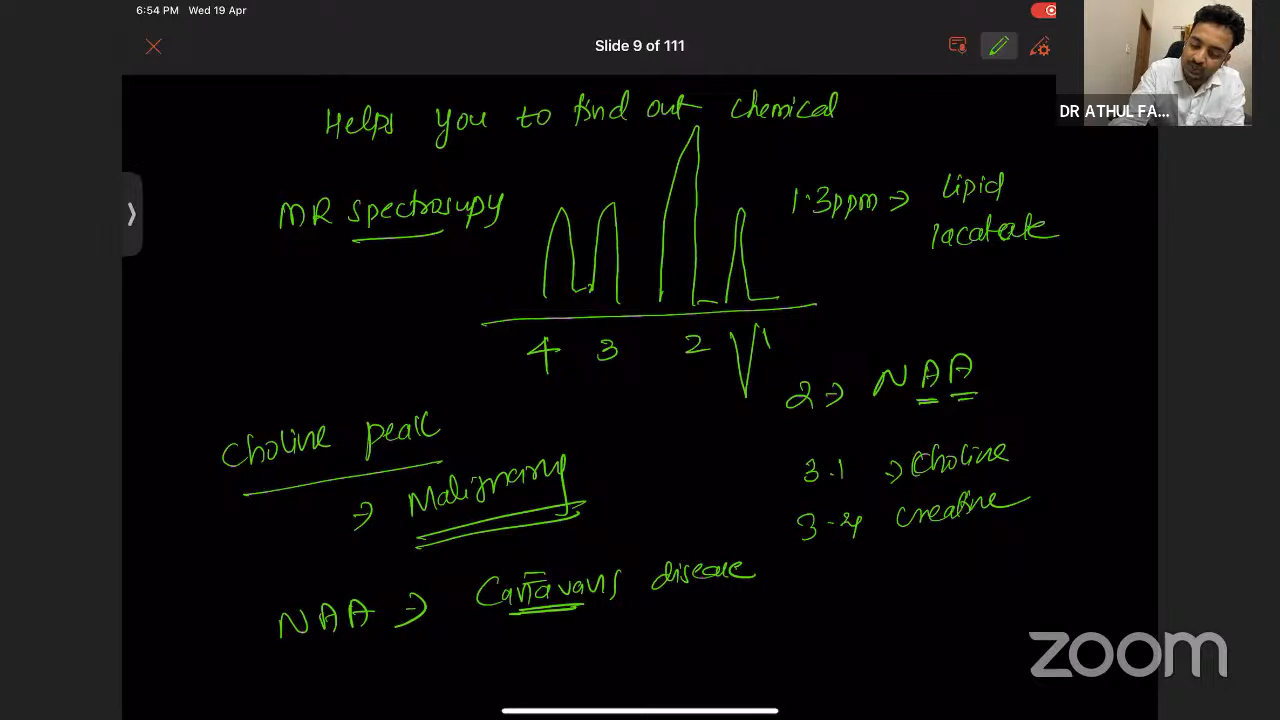 6:54 PM Wed 19 Apr
Slide 9 of 111
DR ATHUL FA...
Helps you to find out chemical
MR spectrosupy
1.3ppm → Lipid
lacatate
4 3 2 1
2 → NAA
Choline peak
→ Malignancy
3.1 → Choline
3-4 creatine
NAA → Canavans disease
zoom